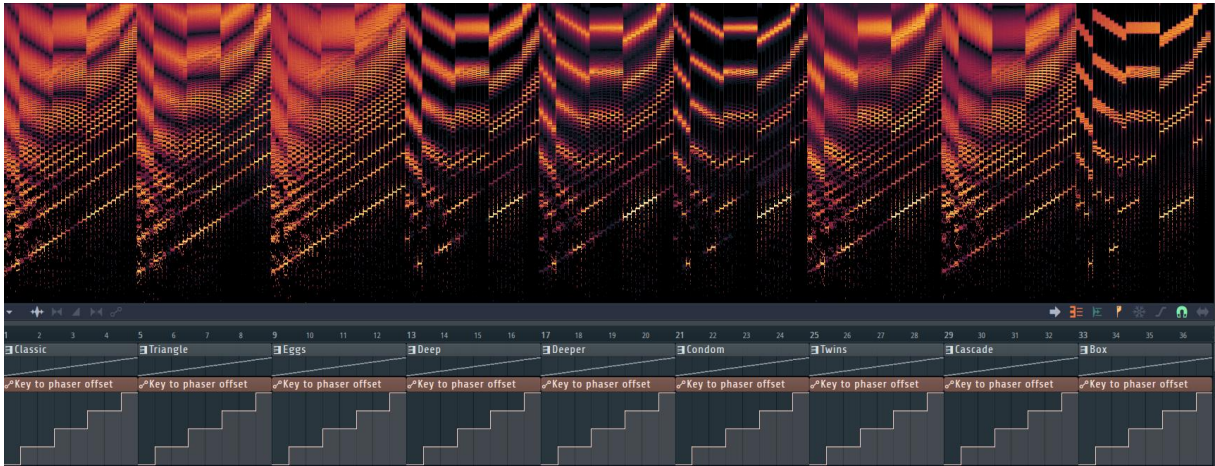 1 2 3 4 5 6 7 8 9 10 11 12 13 14 15 16 17 18 19 20 21 22 23 24 25 26 27 28 29 30 31 32 33 34 35 36
Classic Triangle Eggs Deep Deeper Condom Twins Cascade Box
Key to phaser offset Key to phaser offset Key to phaser offset Key to phaser offset Key to phaser offset Key to phaser offset Key to phaser offset Key to phaser offset Key to phaser offset